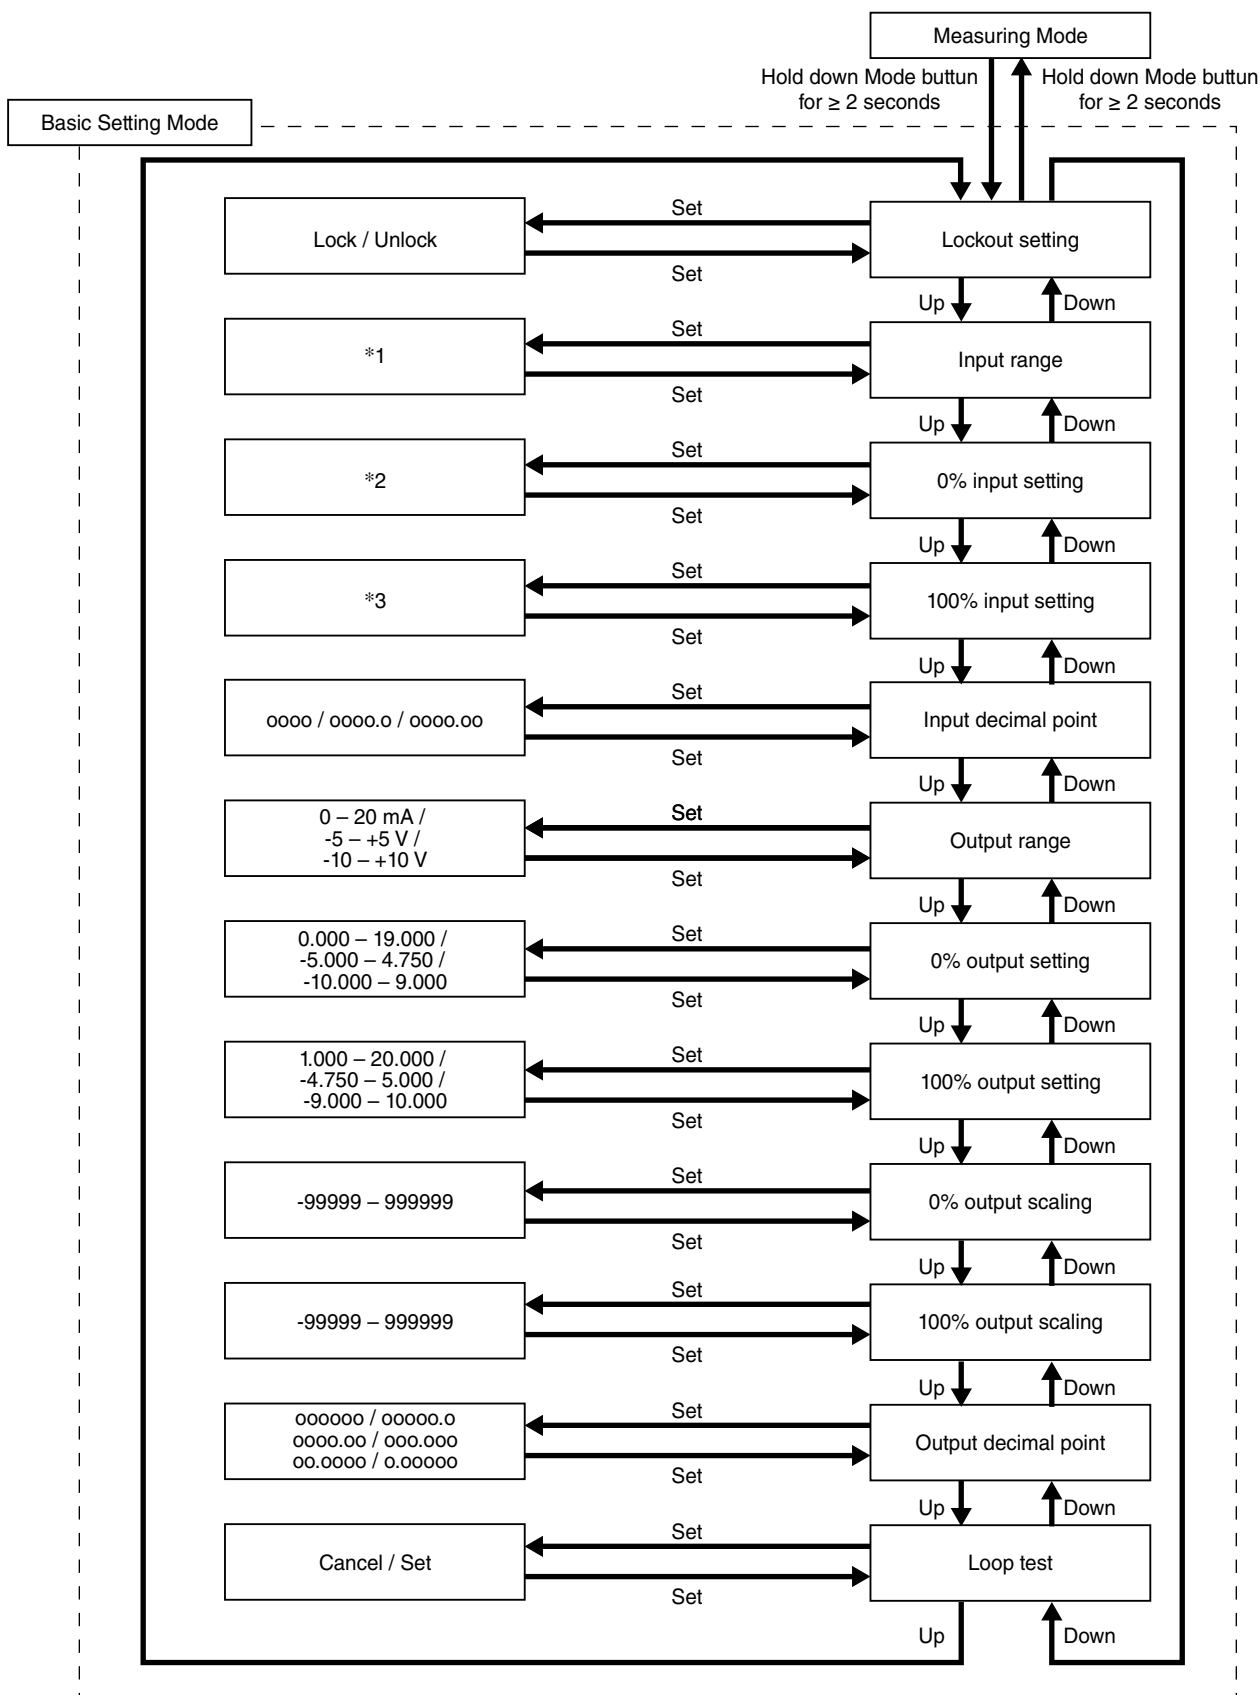 Measuring Mode
Hold down Mode buttun
for ≥ 2 seconds
Hold down Mode buttun
for ≥ 2 seconds
Basic Setting Mode
Set
Lock / Unlock
Lockout setting
Set
Up
Down
Set
*1
Input range
Set
Up
Down
Set
*2
0% input setting
Set
Up
Down
Set
*3
100% input setting
Set
Up
Down
Set
oooo / oooo.o / oooo.oo
Input decimal point
Set
Up
Down
Set
0 – 20 mA /
-5 – +5 V /
-10 – +10 V
Output range
Set
Up
Down
Set
0.000 – 19.000 /
-5.000 – 4.750 /
-10.000 – 9.000
0% output setting
Set
Up
Down
Set
1.000 – 20.000 /
-4.750 – 5.000 /
-9.000 – 10.000
100% output setting
Set
Up
Down
Set
-99999 – 999999
0% output scaling
Set
Up
Down
Set
-99999 – 999999
100% output scaling
Set
Up
Down
Set
oooooo / ooooo.o
oooo.oo / ooo.ooo
oo.oooo / o.ooooo
Output decimal point
Set
Up
Down
Set
Cancel / Set
Loop test
Set
Up
Down